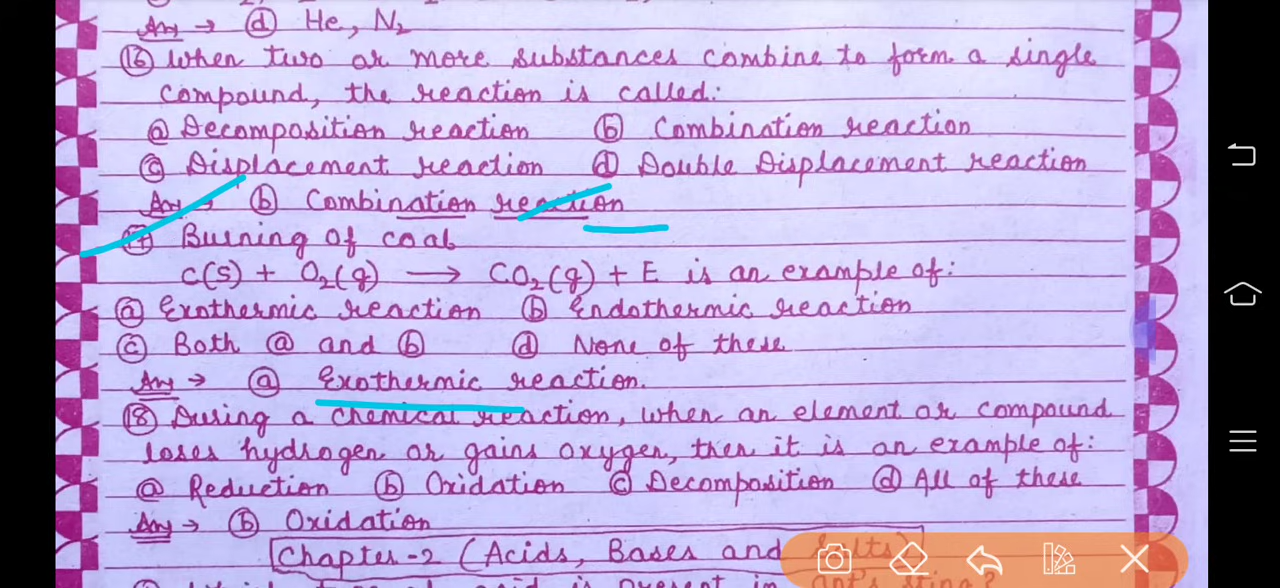 Ans → (d) He, N₂
(16) When two or more substances combine to form a single
compound, the reaction is called:
(a) Decomposition reaction (b) Combination reaction
(c) Displacement reaction (d) Double Displacement reaction
Ans → (b) Combination reaction
(17) Burning of coal
C(s) + O₂(g) → CO₂(g) + E is an example of:
(a) Exothermic reaction (b) Endothermic reaction
(c) Both (a) and (b) (d) None of these
Ans → (a) Exothermic reaction.
(18) During a chemical reaction, when an element or compound
loses hydrogen or gains oxygen, then it is an example of:
(a) Reduction (b) Oxidation (c) Decomposition (d) All of these
Ans → (b) Oxidation
Chapter-2 (Acids, Bases and Salts)